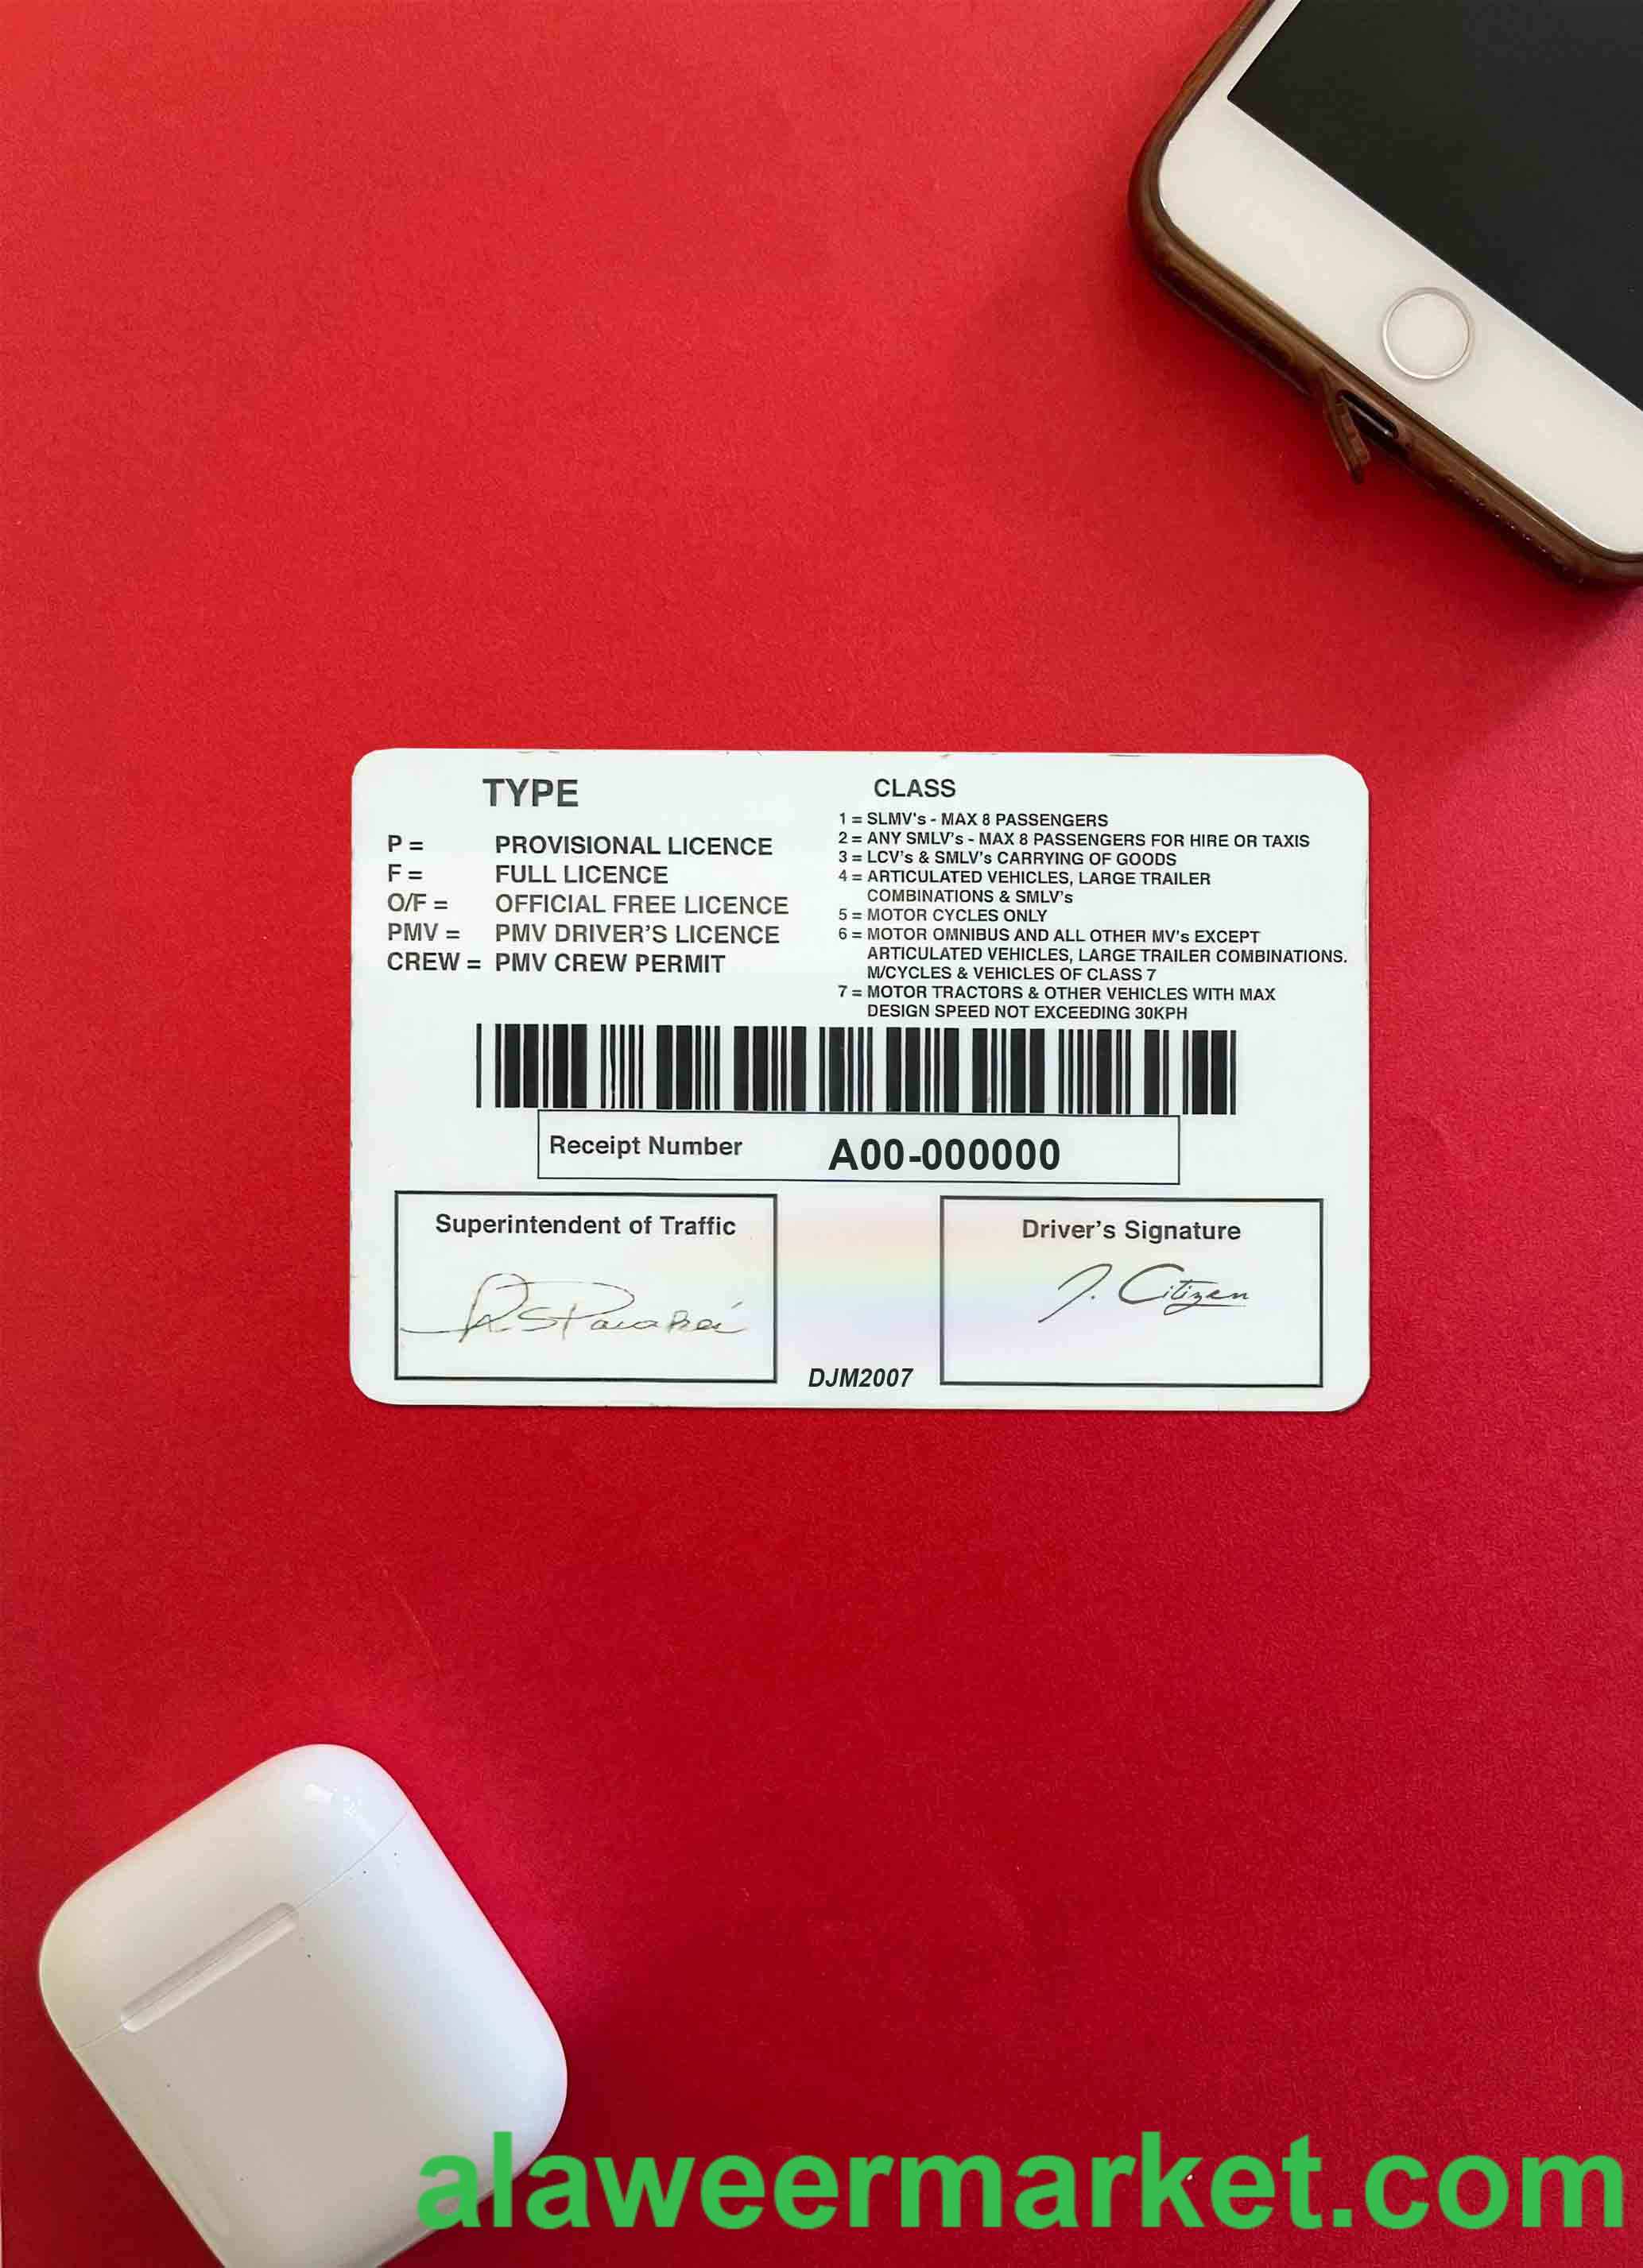 TYPE
P = PROVISIONAL LICENCE
F = FULL LICENCE
O/F = OFFICIAL FREE LICENCE
PMV = PMV DRIVER'S LICENCE
CREW = PMV CREW PERMIT
CLASS
1 = SLMV's - MAX 8 PASSENGERS
2 = ANY SMLV's - MAX 8 PASSENGERS FOR HIRE OR TAXIS
3 = LCV's & SMLV's CARRYING OF GOODS
4 = ARTICULATED VEHICLES, LARGE TRAILER
COMBINATIONS & SMLV's
5 = MOTOR CYCLES ONLY
6 = MOTOR OMNIBUS AND ALL OTHER MV's EXCEPT
ARTICULATED VEHICLES, LARGE TRAILER COMBINATIONS.
M/CYCLES & VEHICLES OF CLASS 7
7 = MOTOR TRACTORS & OTHER VEHICLES WITH MAX
DESIGN SPEED NOT EXCEEDING 30KPH
Receipt Number A00-000000
Superintendent of Traffic
Driver's Signature
J. Citizen
DJM2007
alaweermarket.com